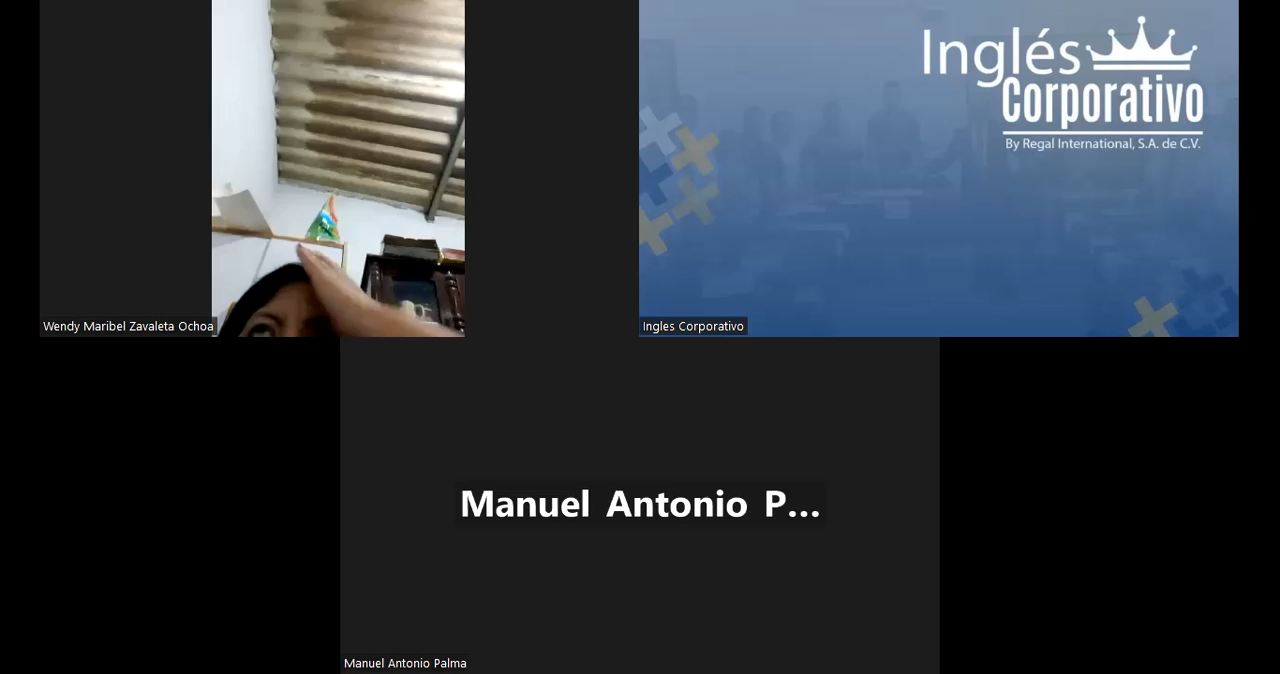 Inglés
Corporativo
By Regal International, S.A. de C.V.
Wendy Maribel Zavaleta Ochoa
Ingles Corporativo
Manuel Antonio P...
Manuel Antonio Palma